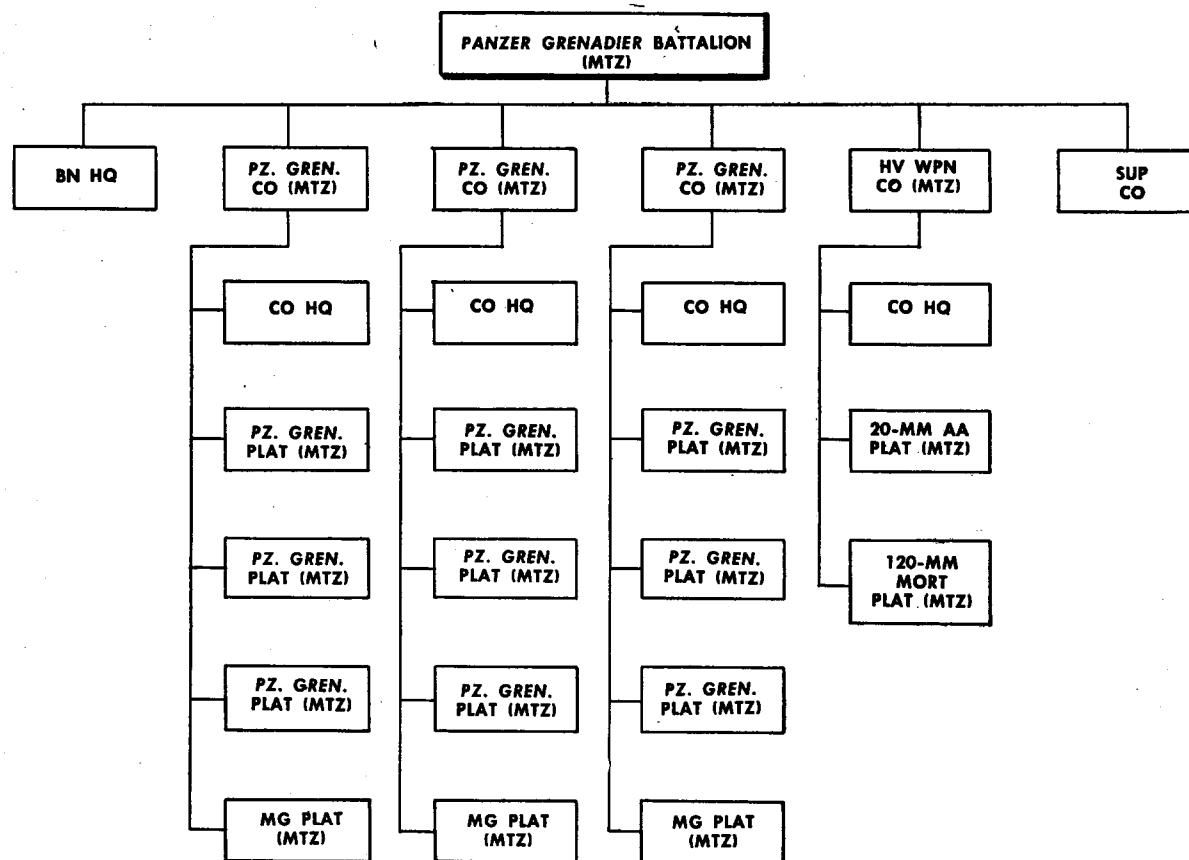 PANZER GRENADIER BATTALION
(MTZ)
BN HQ
PZ. GREN.
CO (MTZ)
PZ. GREN.
CO (MTZ)
PZ. GREN.
CO (MTZ)
HV WPN
CO (MTZ)
SUP
CO
CO HQ
CO HQ
CO HQ
CO HQ
PZ. GREN.
PLAT (MTZ)
PZ. GREN.
PLAT (MTZ)
PZ. GREN.
PLAT (MTZ)
20-MM AA
PLAT (MTZ)
PZ. GREN.
PLAT (MTZ)
PZ. GREN.
PLAT (MTZ)
PZ. GREN.
PLAT (MTZ)
120-MM
MORT
PLAT (MTZ)
PZ. GREN.
PLAT (MTZ)
PZ. GREN.
PLAT (MTZ)
PZ. GREN.
PLAT (MTZ)
MG PLAT
(MTZ)
MG PLAT
(MTZ)
MG PLAT
(MTZ)